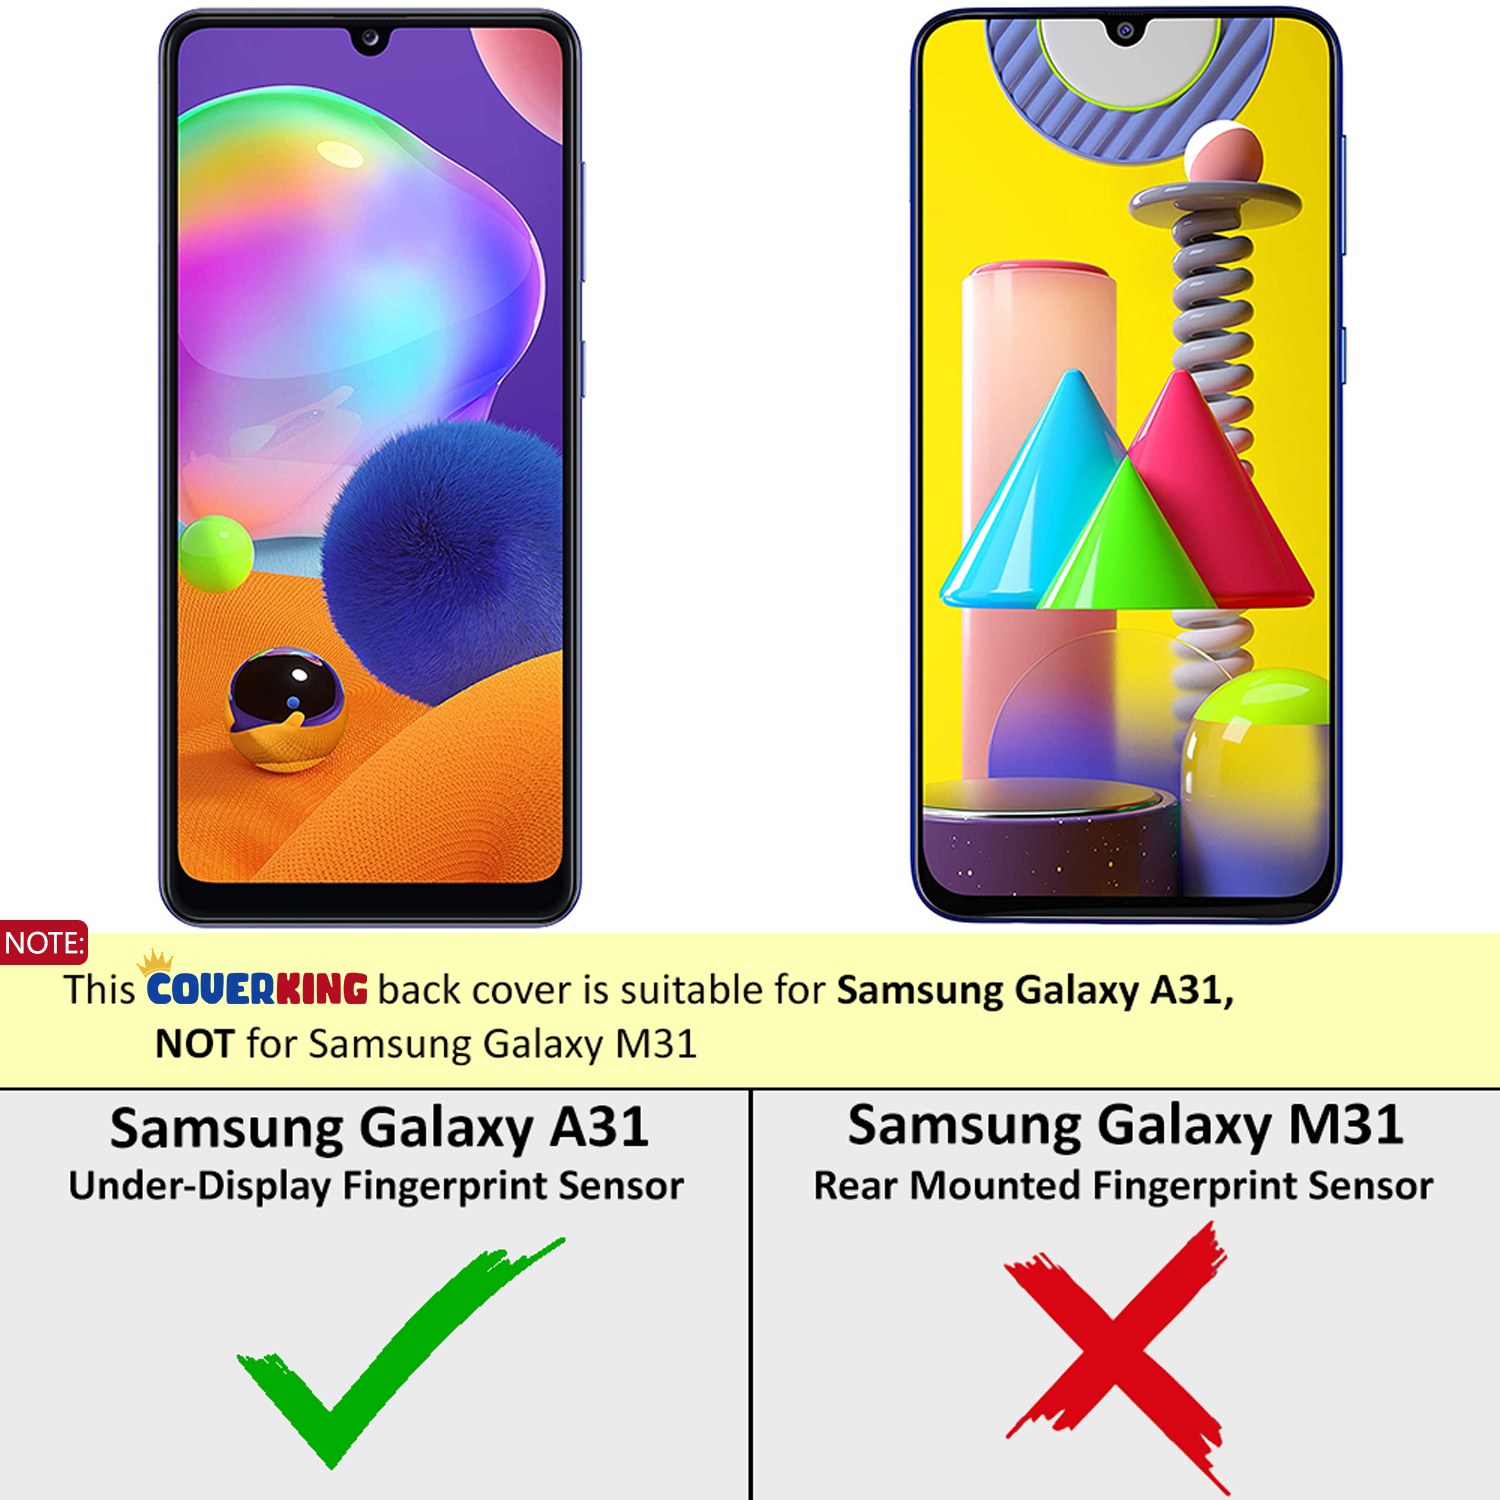 NOTE:
This COVERKING back cover is suitable for Samsung Galaxy A31,
NOT for Samsung Galaxy M31
Samsung Galaxy A31
Under-Display Fingerprint Sensor
Samsung Galaxy M31
Rear Mounted Fingerprint Sensor